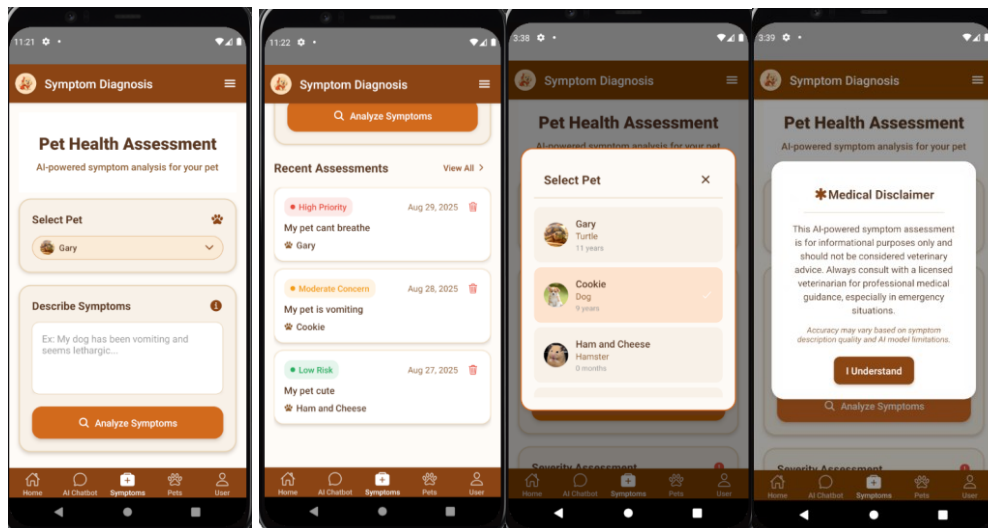 11:21
Symptom Diagnosis
Pet Health Assessment
AI-powered symptom analysis for your pet
Select Pet
Gary
Describe Symptoms
Ex: My dog has been vomiting and
seems lethargic...
Analyze Symptoms
Home
AI Chatbot
Symptoms
Pets
User
11:22
Symptom Diagnosis
Analyze Symptoms
Recent Assessments
View All >
High Priority
Aug 29, 2025
My pet cant breathe
Gary
Moderate Concern
Aug 28, 2025
My pet is vomiting
Cookie
Low Risk
Aug 27, 2025
My pet cute
Ham and Cheese
Home
AI Chatbot
Symptoms
Pets
User
3:38
Symptom Diagnosis
Pet Health Assessment
AI-powered symptom analysis for your pet
Select Pet
Gary
Turtle
11 years
Cookie
Dog
9 years
Ham and Cheese
Hamster
0 months
Severity Assessment
Home
AI Chatbot
Symptoms
Pets
User
3:39
Symptom Diagnosis
Pet Health Assessment
AI-powered symptom analysis for your pet
Medical Disclaimer
This AI-powered symptom assessment
is for informational purposes only and
should not be considered veterinary
advice. Always consult with a licensed
veterinarian for professional medical
guidance, especially in emergency
situations.
Accuracy may vary based on symptom
description quality and AI model limitations.
I Understand
Analyze Symptoms
Severity Assessment
Home
AI Chatbot
Symptoms
Pets
User